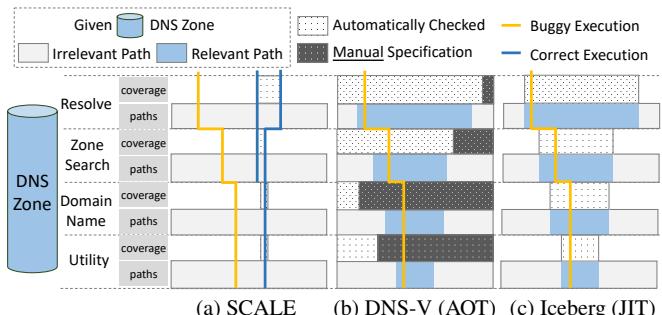 Given DNS Zone
Irrelevant Path Relevant Path
Automatically Checked
Manual Specification
Buggy Execution
Correct Execution
DNS
Zone
Resolve
coverage
paths
Zone
Search
coverage
paths
Domain
Name
coverage
paths
Utility
coverage
paths
(a) SCALE (b) DNS-V (AOT) (c) Iceberg (JIT)